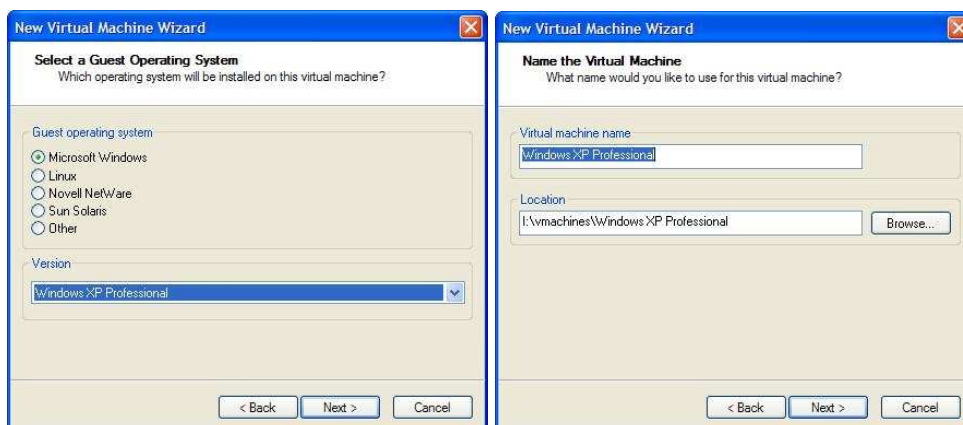 New Virtual Machine Wizard
Select a Guest Operating System
Which operating system will be installed on this virtual machine?
Guest operating system
Microsoft Windows
Linux
Novell NetWare
Sun Solaris
Other
Version
Windows XP Professional
< Back
Next >
Cancel
New Virtual Machine Wizard
Name the Virtual Machine
What name would you like to use for this virtual machine?
Virtual machine name
Windows XP Professional
Location
I:\vmachines\Windows XP Professional
Browse...
< Back
Next >
Cancel